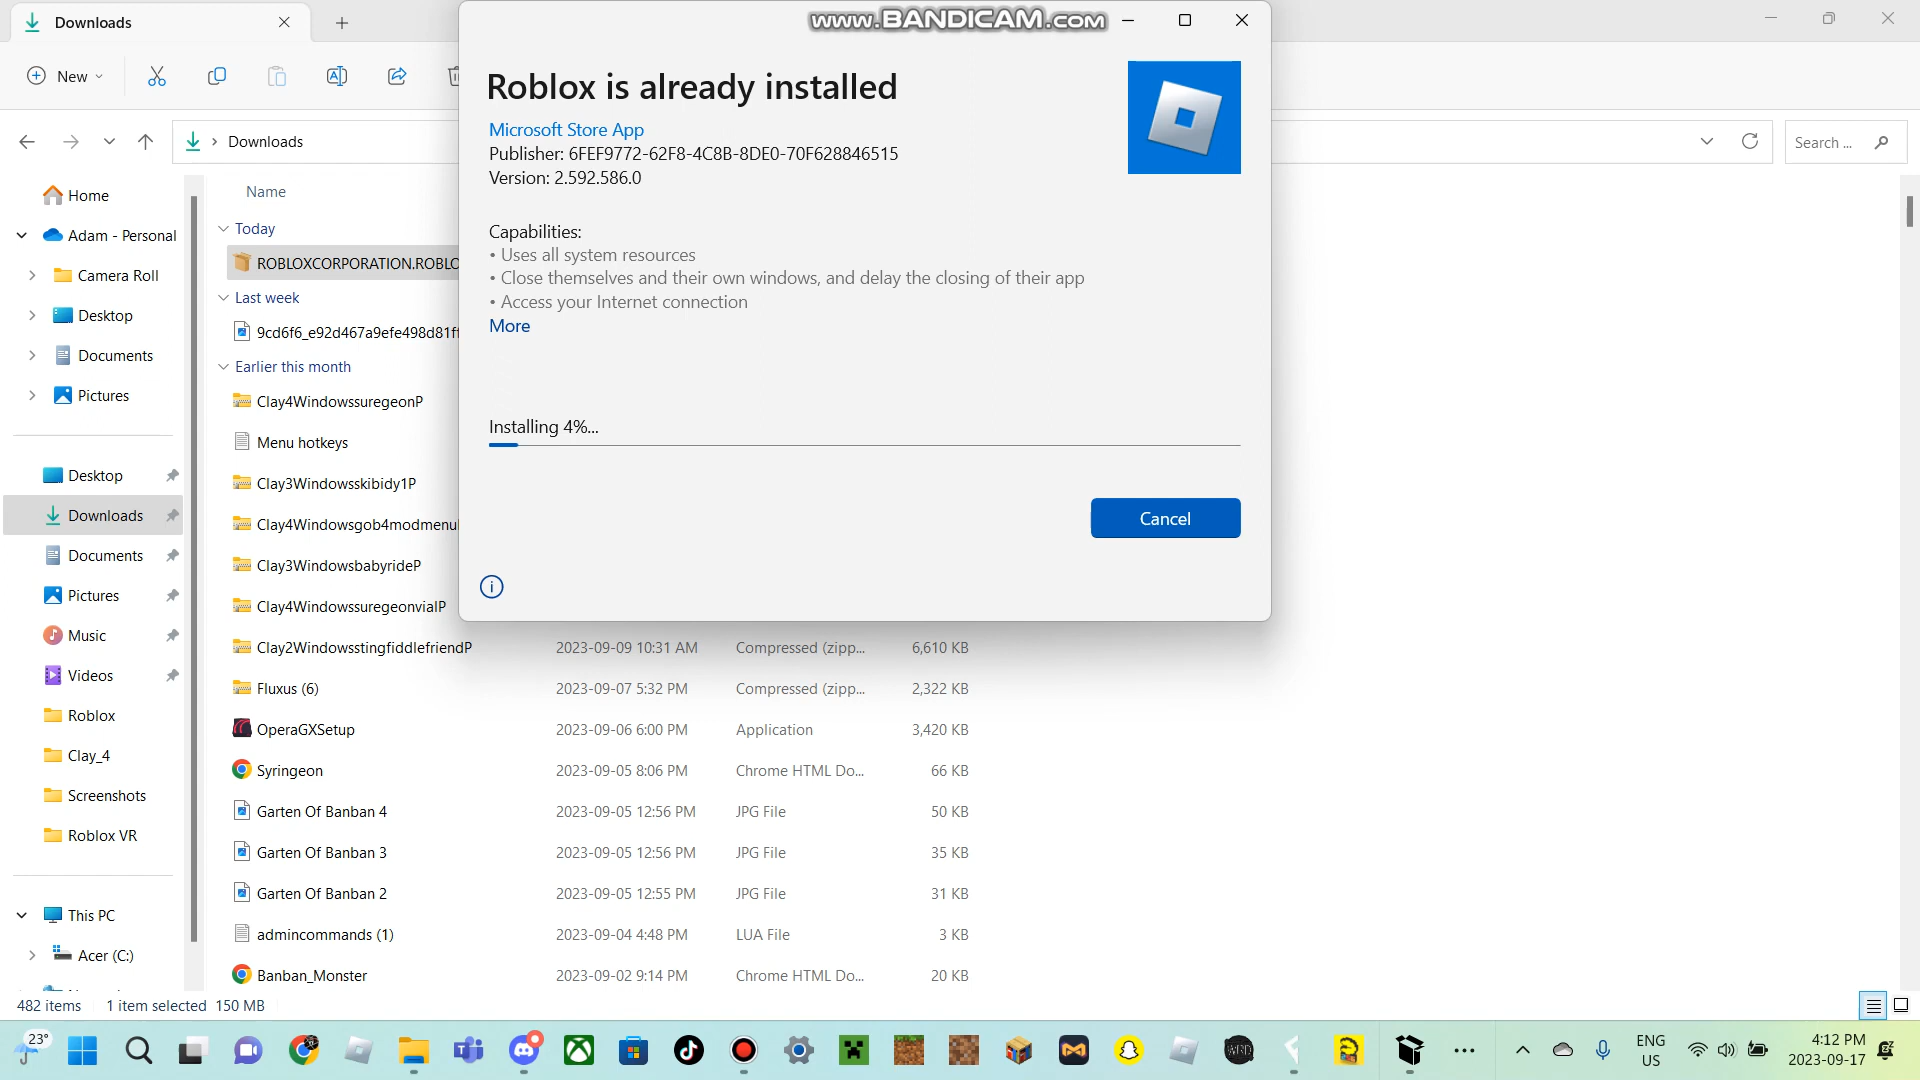 Downloads
www.BANDICAM.com
New
Downloads
Search ...
Roblox is already installed
Microsoft Store App
Publisher: 6FEF9772-62F8-4C8B-8DE0-70F628846515
Version: 2.592.586.0
Capabilities:
• Uses all system resources
• Close themselves and their own windows, and delay the closing of their app
• Access your Internet connection
More
Installing 4%...
Cancel
Home
Adam - Personal
Camera Roll
Desktop
Documents
Pictures
Desktop
Downloads
Documents
Pictures
Music
Videos
Roblox
Clay_4
Screenshots
Roblox VR
This PC
Acer (C:)
Name
Today
ROBLOXCORPORATION.ROBLO
Last week
9cd6f6_e92d467a9efe498d81f
Earlier this month
Clay4WindowssuregeonP
Menu hotkeys
Clay3Windowsskibidy1P
Clay4Windowsgob4modmenu
Clay3WindowsbabyrideP
Clay4WindowssuregeonvialP
Clay2WindowsstingfiddlefriendP 2023-09-09 10:31 AM Compressed (zipp... 6,610 KB
Fluxus (6) 2023-09-07 5:32 PM Compressed (zipp... 2,322 KB
OperaGXSetup 2023-09-06 6:00 PM Application 3,420 KB
Syringeon 2023-09-05 8:06 PM Chrome HTML Do... 66 KB
Garten Of Banban 4 2023-09-05 12:56 PM JPG File 50 KB
Garten Of Banban 3 2023-09-05 12:56 PM JPG File 35 KB
Garten Of Banban 2 2023-09-05 12:55 PM JPG File 31 KB
admincommands (1) 2023-09-04 4:48 PM LUA File 3 KB
Banban_Monster 2023-09-02 9:14 PM Chrome HTML Do... 20 KB
482 items 1 item selected 150 MB
23°
WRD
ENG
US
4:12 PM
2023-09-17